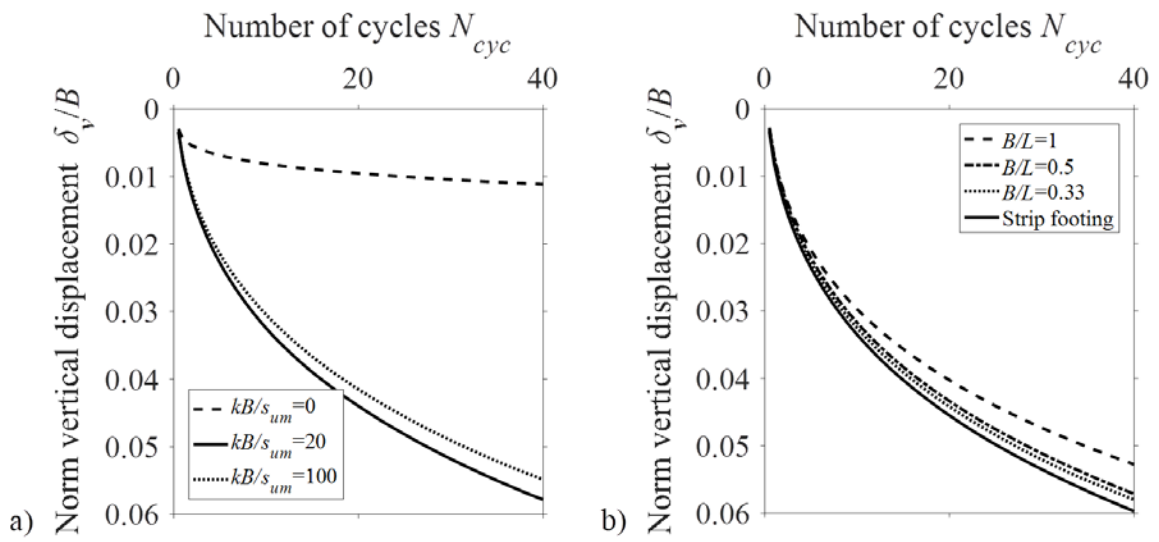 Number of cycles N_cyc
0 20 40
Norm vertical displacement δ_v/B
0
0.01
0.02
0.03
0.04
0.05
0.06
kB/s_um=0
kB/s_um=20
kB/s_um=100
a)
Number of cycles N_cyc
0 20 40
Norm vertical displacement δ_v/B
0
0.01
0.02
0.03
0.04
0.05
0.06
B/L=1
B/L=0.5
B/L=0.33
Strip footing
b)